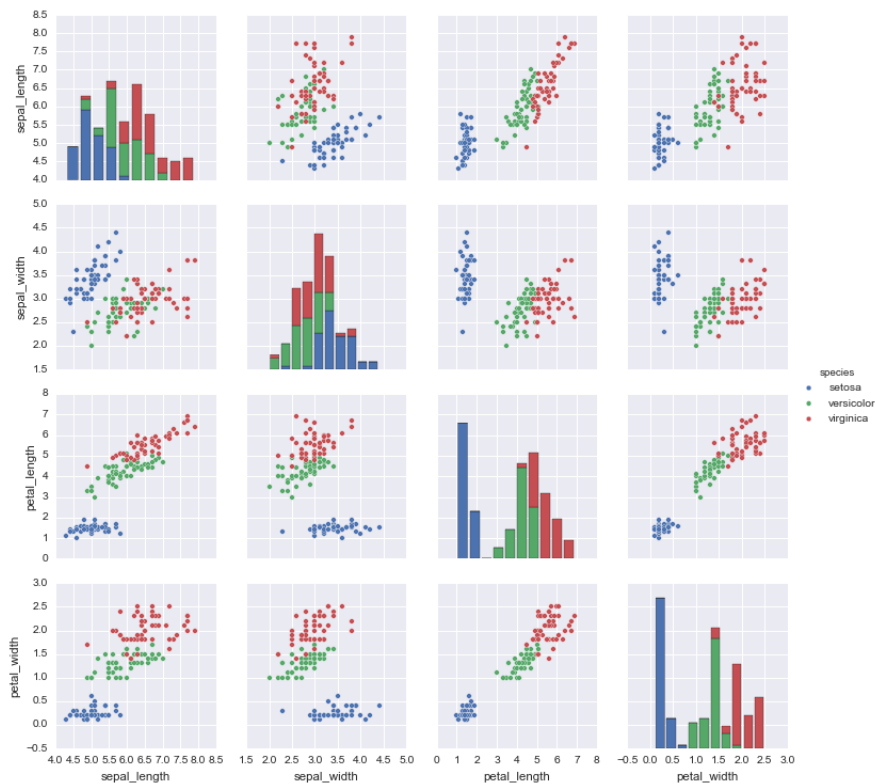 8.5
8.0
7.5
7.0
6.5
6.0
5.5
5.0
4.5
4.0
sepal_length
5.0
4.5
4.0
3.5
3.0
2.5
2.0
1.5
sepal_width
species
setosa
versicolor
virginica
8
7
6
5
4
3
2
1
0
petal_length
3.0
2.5
2.0
1.5
1.0
0.5
0.0
−0.5
petal_width
4.0 4.5 5.0 5.5 6.0 6.5 7.0 7.5 8.0 8.5
1.5 2.0 2.5 3.0 3.5 4.0 4.5 5.0
0 1 2 3 4 5 6 7 8
−0.5 0.0 0.5 1.0 1.5 2.0 2.5 3.0
sepal_length
sepal_width
petal_length
petal_width